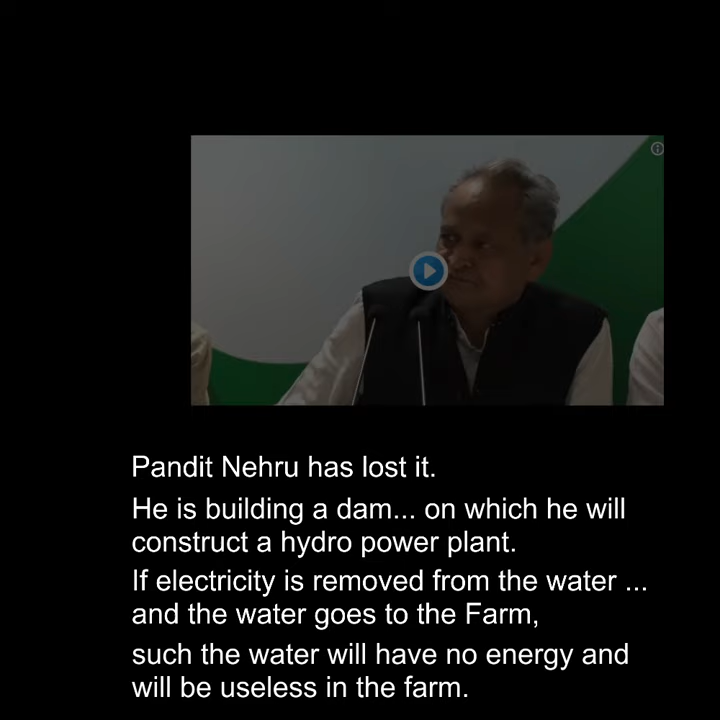 Pandit Nehru has lost it.
He is building a dam... on which he will
construct a hydro power plant.
If electricity is removed from the water ...
and the water goes to the Farm,
such the water will have no energy and
will be useless in the farm.